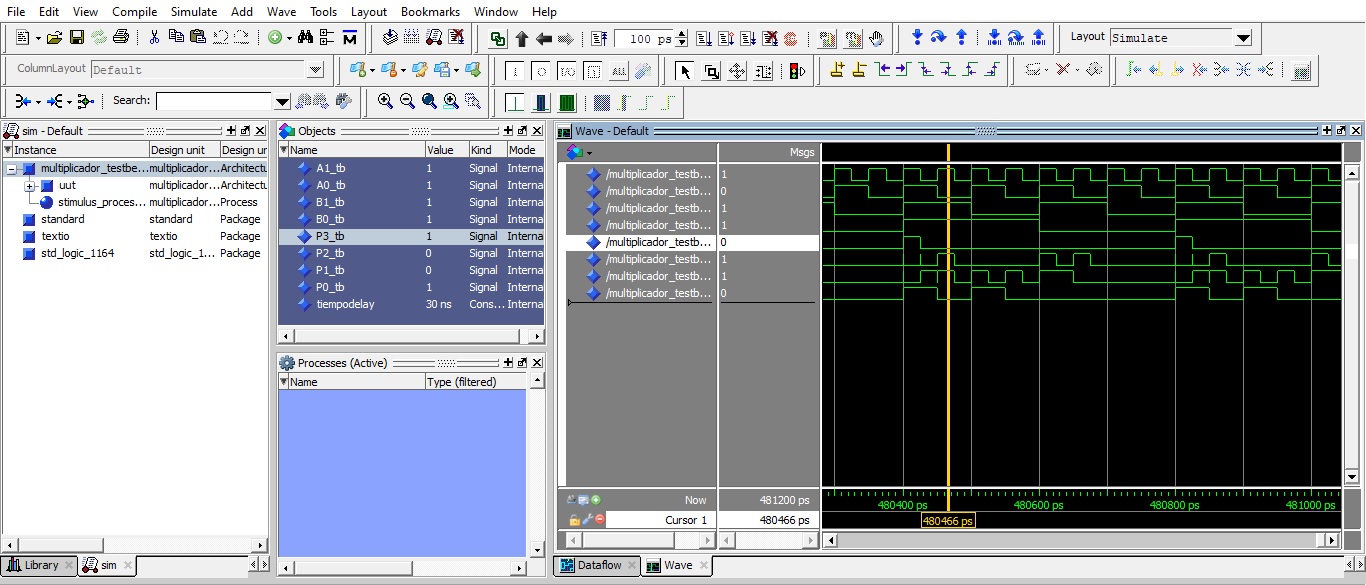 File Edit View Compile Simulate Add Wave Tools Layout Bookmarks Window Help
100 ps Layout Simulate
ColumnLayout Default
Search:
sim - Default
Instance Design unit Design ur
multiplicador_testbe... multiplicador... Architectu
uut multiplicador... Architectu
stimulus_proces... multiplicador... Process
standard standard Package
textio textio Package
std_logic_1164 std_logic_1... Package
Library sim
Objects
Name Value Kind Mode
A1_tb 1 Signal Interna
A0_tb 1 Signal Interna
B1_tb 1 Signal Interna
B0_tb 1 Signal Interna
P3_tb 1 Signal Interna
P2_tb 0 Signal Interna
P1_tb 0 Signal Interna
P0_tb 1 Signal Interna
tiempodelay 30 ns Cons... Interna
Processes (Active)
Name Type (filtered)
Wave - Default
Msgs
/multiplicador_testb... 1
/multiplicador_testb... 0
/multiplicador_testb... 1
/multiplicador_testb... 1
/multiplicador_testb... 0
/multiplicador_testb... 1
/multiplicador_testb... 1
/multiplicador_testb... 0
Now 481200 ps 480400 ps 480600 ps 480800 ps 481000 ps
Cursor 1 480466 ps 480466 ps
Dataflow Wave